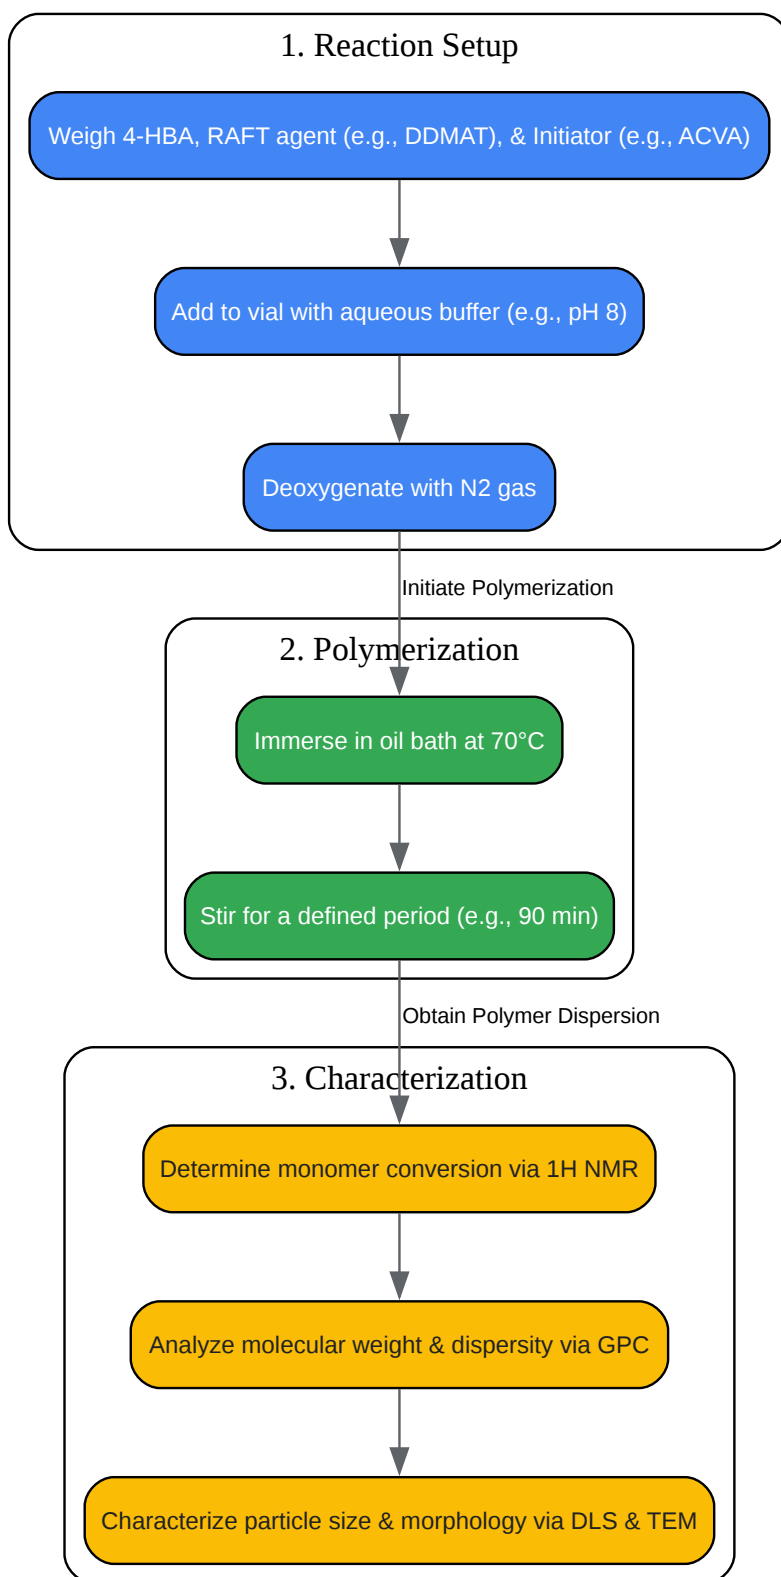 1. Reaction Setup
Weigh 4-HBA, RAFT agent (e.g., DDMAT), & Initiator (e.g., ACVA)
Add to vial with aqueous buffer (e.g., pH 8)
Deoxygenate with N2 gas
Initiate Polymerization
2. Polymerization
Immerse in oil bath at 70°C
Stir for a defined period (e.g., 90 min)
Obtain Polymer Dispersion
3. Characterization
Determine monomer conversion via 1H NMR
Analyze molecular weight & dispersity via GPC
Characterize particle size & morphology via DLS & TEM